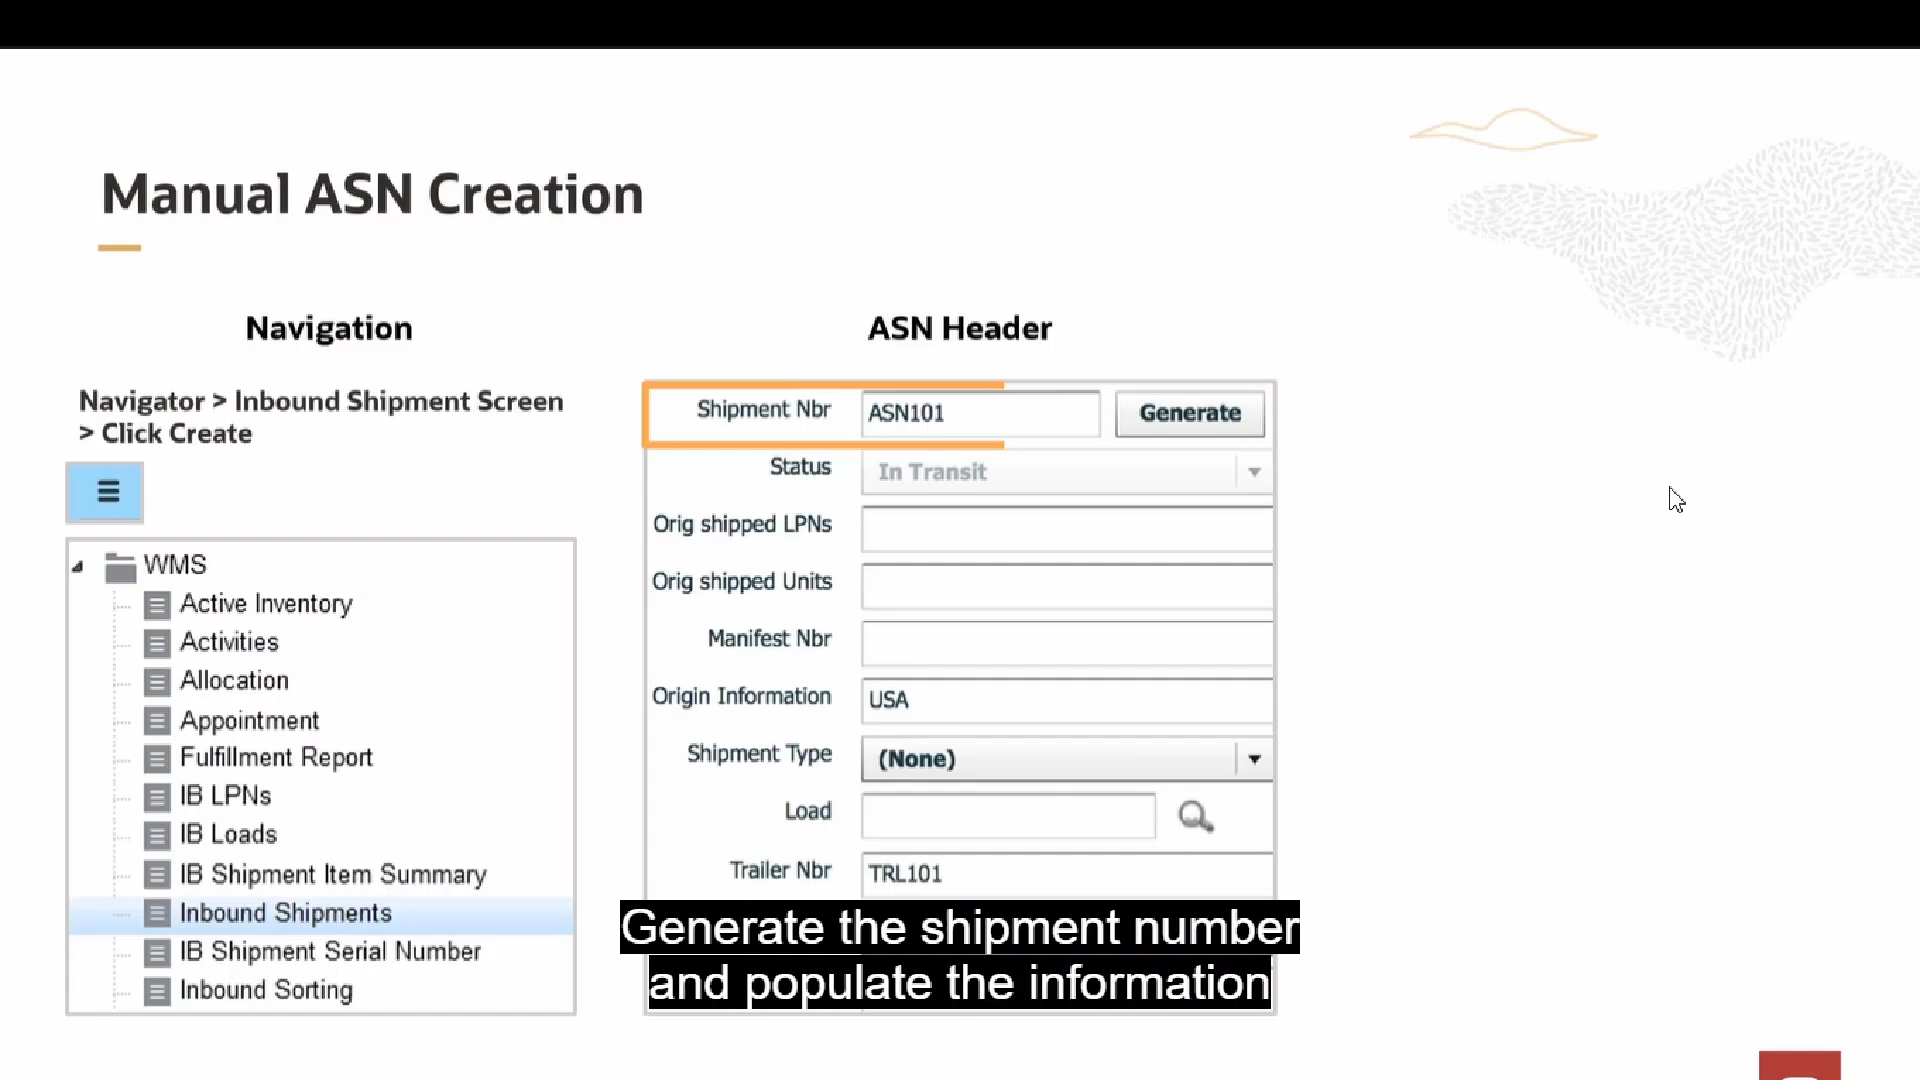 Manual ASN Creation
Navigation
Navigator > Inbound Shipment Screen
> Click Create
WMS
Active Inventory
Activities
Allocation
Appointment
Fulfillment Report
IB LPNs
IB Loads
IB Shipment Item Summary
Inbound Shipments
IB Shipment Serial Number
Inbound Sorting
ASN Header
Shipment Nbr ASN101 Generate
Status In Transit
Orig shipped LPNs
Orig shipped Units
Manifest Nbr
Origin Information USA
Shipment Type (None)
Load
Trailer Nbr TRL101
Generate the shipment number
and populate the information